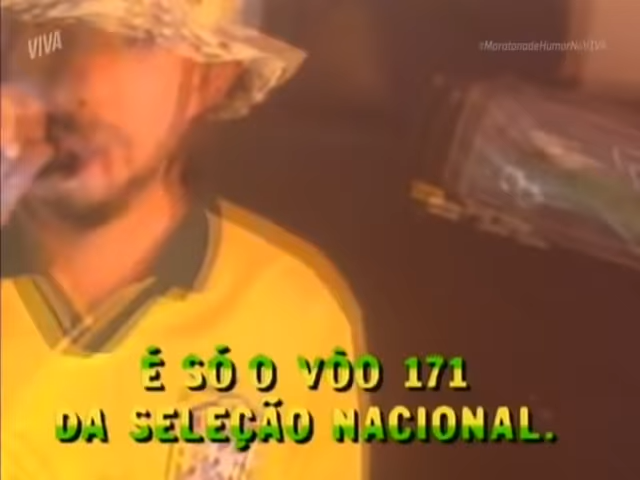 VIVA
#MaratonadeHumorNoVIVA
É SÓ O VÔO 171
DA SELEÇÃO NACIONAL.